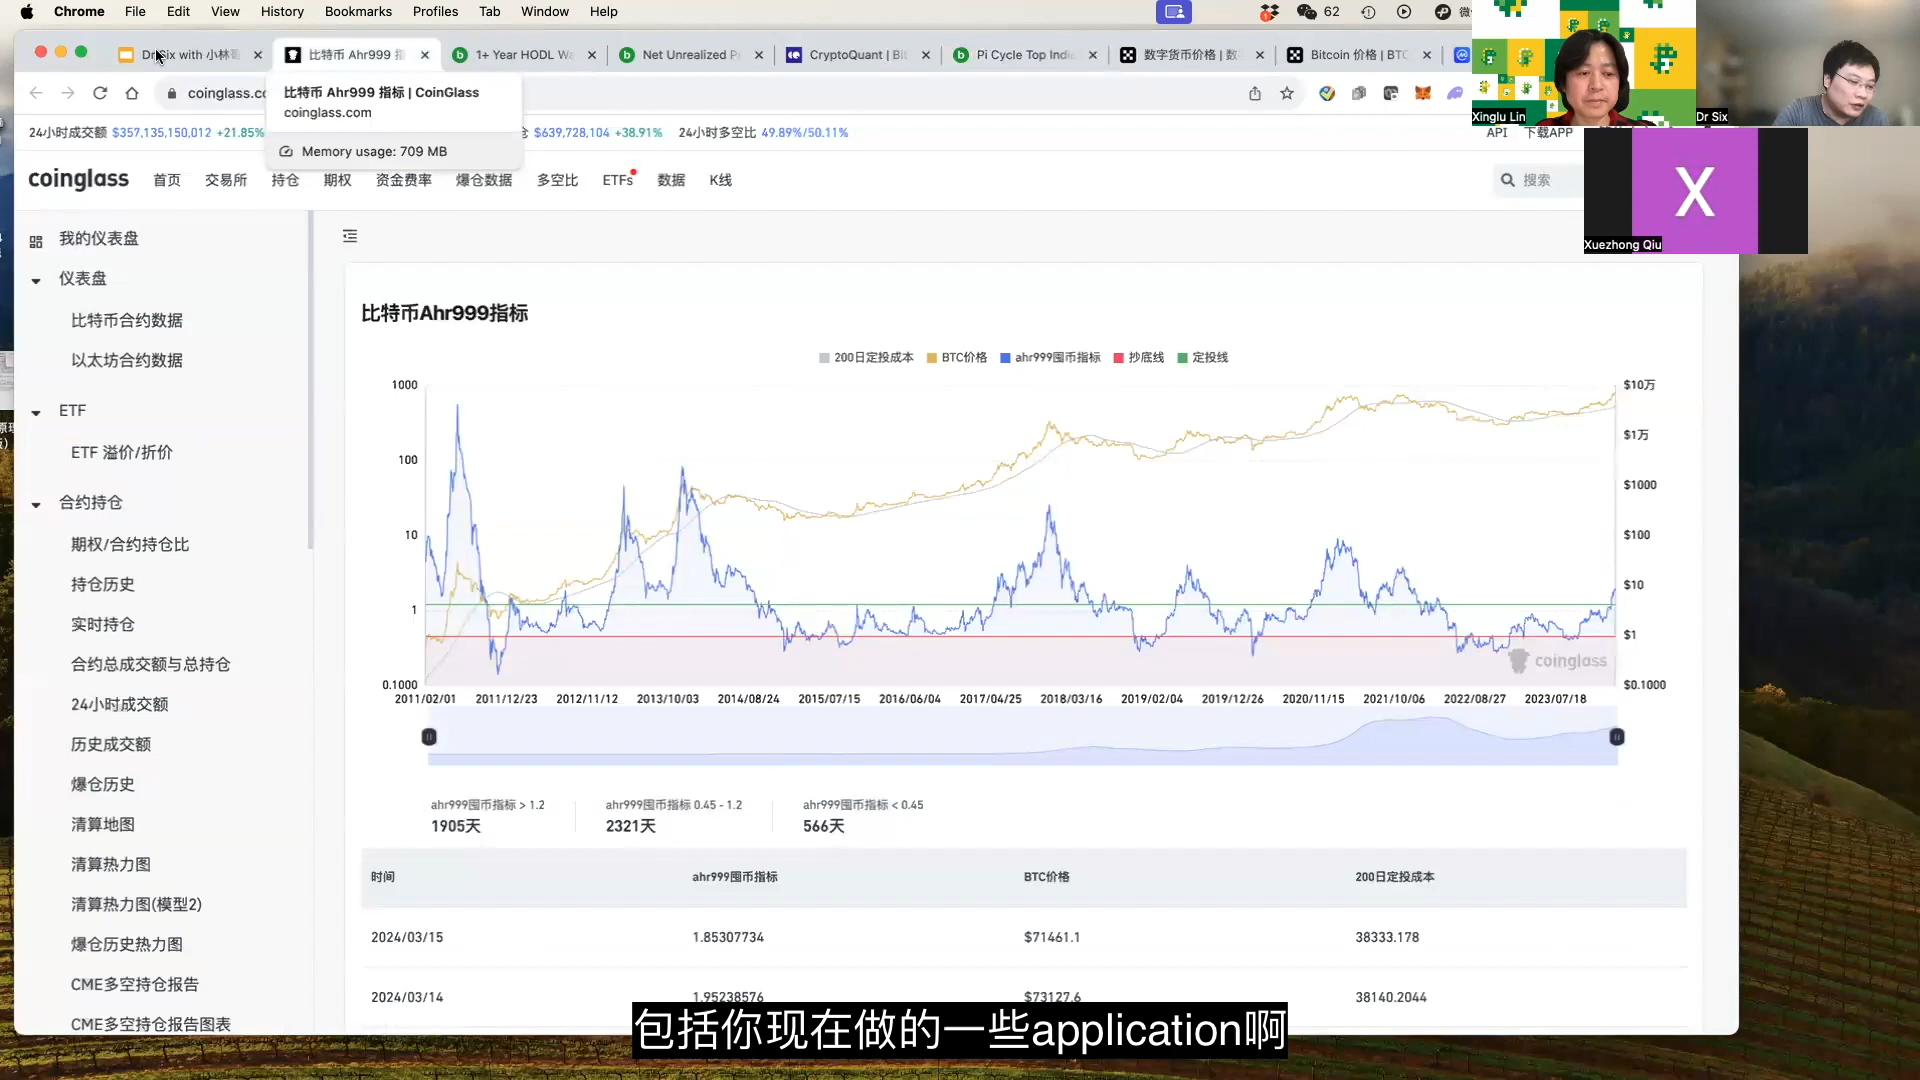 Chrome File Edit View History Bookmarks Profiles Tab Window Help 62
Dr Six with 小林哥 比特币 Ahr999 指 1+ Year HODL Wa Net Unrealized P CryptoQuant | Bit Pi Cycle Top Indi 数字货币价格 | 数 Bitcoin 价格 | BTC
coinglass.co
比特币 Ahr999 指标 | CoinGlass
coinglass.com
Memory usage: 709 MB
24小时成交额 $357,135,150,012 +21.85% 仓 $639,728,104 +38.91% 24小时多空比 49.89%/50.11% API 下载APP
coinglass 首页 交易所 持仓 期权 资金费率 爆仓数据 多空比 ETFs 数据 K线 搜索
Xinglu Lin
Dr Six
X
Xuezhong Qiu
我的仪表盘
仪表盘
比特币合约数据
以太坊合约数据
ETF
ETF 溢价/折价
合约持仓
期权/合约持仓比
持仓历史
实时持仓
合约总成交额与总持仓
24小时成交额
历史成交额
爆仓历史
清算地图
清算热力图
清算热力图(模型2)
爆仓历史热力图
CME多空持仓报告
CME多空持仓报告图表
比特币Ahr999指标
200日定投成本 BTC价格 ahr999囤币指标 抄底线 定投线
1000
100
10
1
0.1000
$10万
$1万
$1000
$100
$10
$1
$0.1000
coinglass
2011/02/01 2011/12/23 2012/11/12 2013/10/03 2014/08/24 2015/07/15 2016/06/04 2017/04/25 2018/03/16 2019/02/04 2019/12/26 2020/11/15 2021/10/06 2022/08/27 2023/07/18
ahr999囤币指标 > 1.2 ahr999囤币指标 0.45 - 1.2 ahr999囤币指标 < 0.45
1905天 2321天 566天
时间 ahr999囤币指标 BTC价格 200日定投成本
2024/03/15 1.85307734 $71461.1 38333.178
2024/03/14 1.95238576 $73127.6 38140.2044
包括你现在做的一些application啊